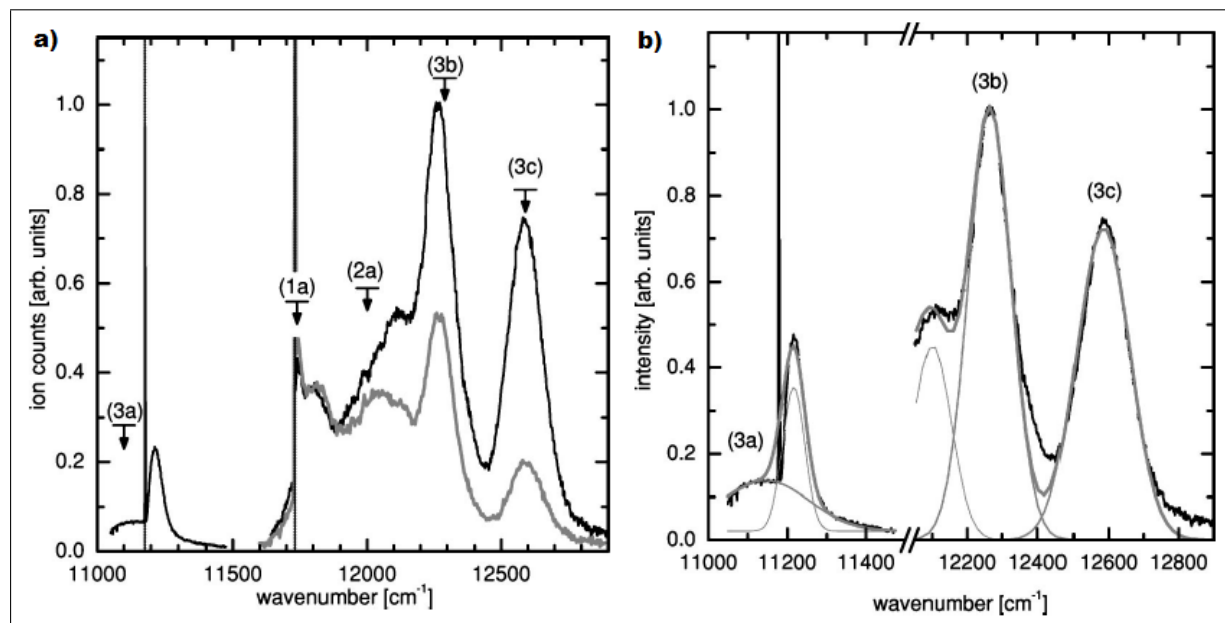 a)
(3b)
(3c)
(2a)
(1a)
(3a)
1.0
0.8
0.6
0.4
0.2
0.0
ion counts [arb. units]
11000 11500 12000 12500
wavenumber [cm⁻¹]
b)
(3b)
(3c)
(3a)
1.0
0.8
0.6
0.4
0.2
0.0
intensity [arb. units]
11000 11200 11400 12200 12400 12600 12800
wavenumber [cm⁻¹]